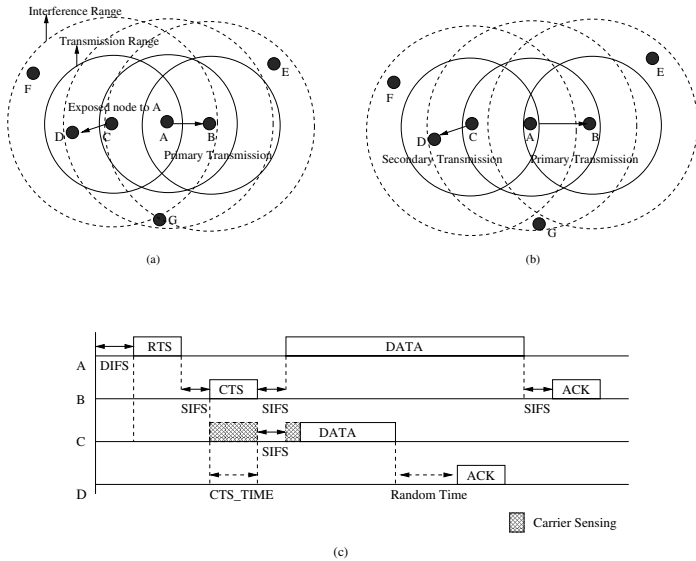 Interference Range
Transmission Range
F
E
Exposed node to A
D
C
A
B
Primary Transmission
G
(a)
F
E
D
C
A
B
Secondary Transmission
Primary Transmission
G
(b)
RTS
DATA
A
DIFS
CTS
ACK
B
SIFS
SIFS
SIFS
DATA
C
SIFS
ACK
D
CTS_TIME
Random Time
Carrier Sensing
(c)